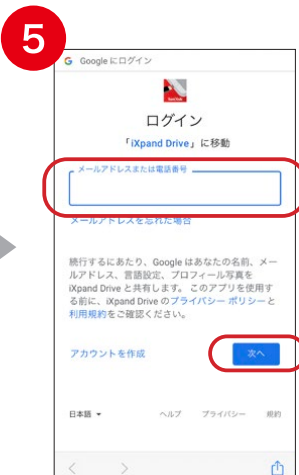 5
G Google にログイン
SanDisk
ログイン
「iXpand Drive」に移動
メールアドレスまたは電話番号
メールアドレスを忘れた場合
続行するにあたり、Google はあなたの名前、メー
ルアドレス、言語設定、プロフィール写真を
iXpand Drive と共有します。このアプリを使用す
る前に、iXpand Drive のプライバシー ポリシーと
利用規約をご確認ください。
アカウントを作成
次へ
日本語
ヘルプ プライバシー 規約